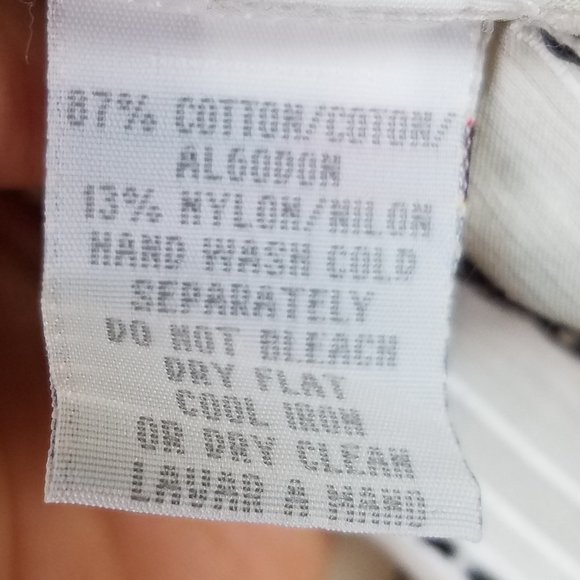 87% COTTON/COTON/
ALGODON
13% NYLON/NILON
HAND WASH COLD
SEPARATELY
DO NOT BLEACH
DRY FLAT
COOL IRON
OR DRY CLEAN
LAVAR A MANO